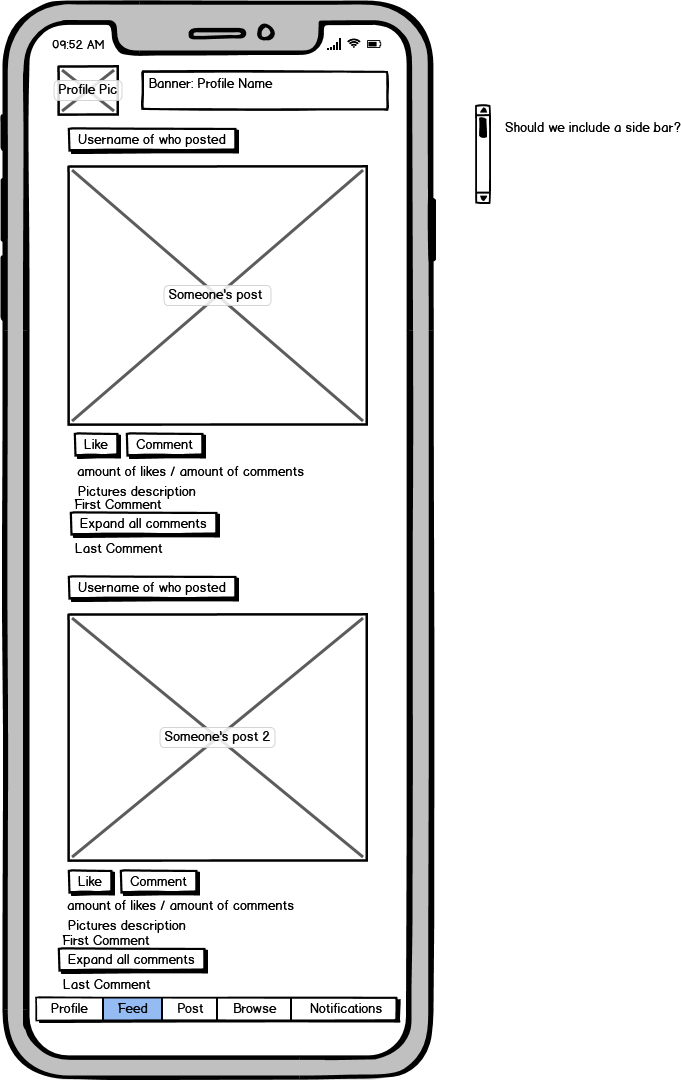 09:52 AM
Profile Pic
Banner: Profile Name
Should we include a side bar?
Username of who posted
Someone's post
Like
Comment
amount of likes / amount of comments
Pictures description
First Comment
Expand all comments
Last Comment
Username of who posted
Someone's post 2
Like
Comment
amount of likes / amount of comments
Pictures description
First Comment
Expand all comments
Last Comment
Profile
Feed
Post
Browse
Notifications